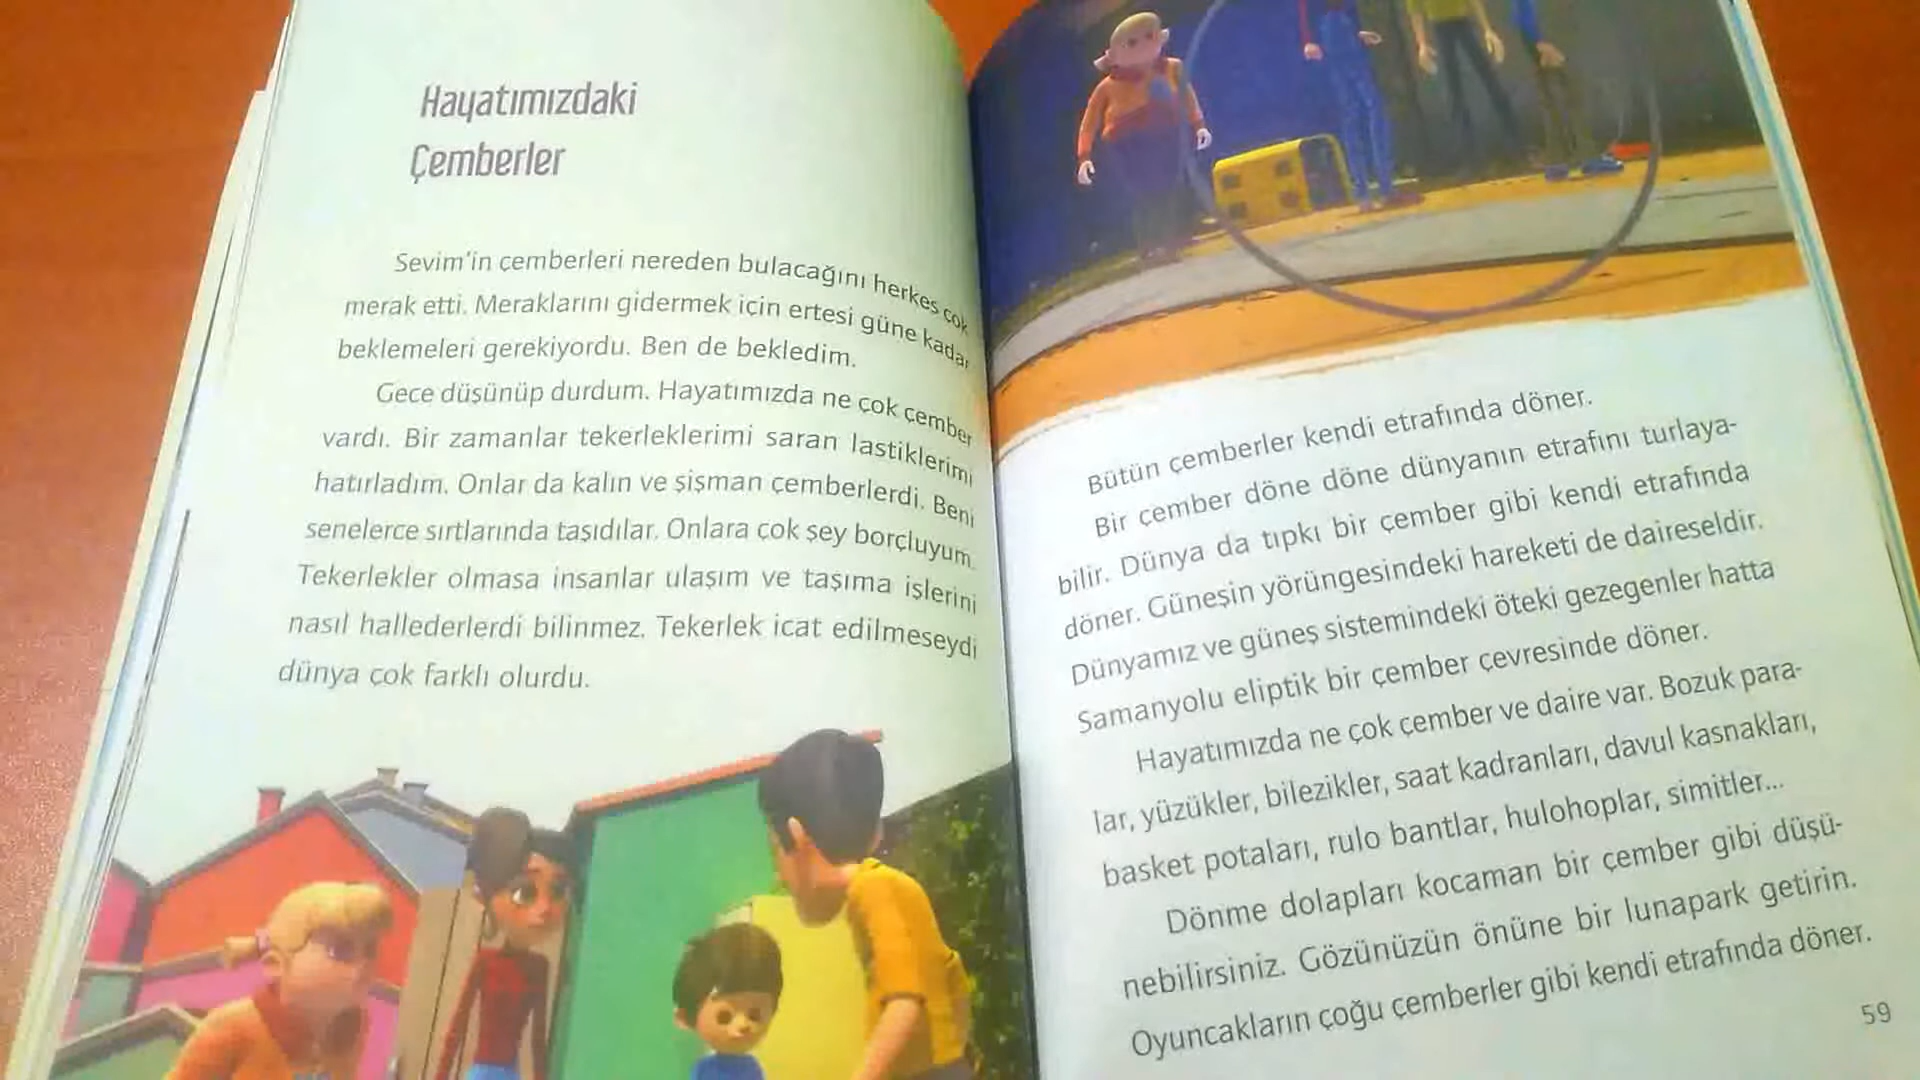 Hayatımızdaki
Çemberler
Sevim'in çemberleri nereden bulacağını herkes çok
merak etti. Meraklarını gidermek için ertesi güne kadar
beklemeleri gerekiyordu. Ben de bekledim.
Gece düşünüp durdum. Hayatımızda ne çok çember
vardı. Bir zamanlar tekerleklerimi saran lastiklerimi
hatırladım. Onlar da kalın ve şişman çemberlerdi. Beni
senelerce sırtlarında taşıdılar. Onlara çok şey borçluyum.
Tekerlekler olmasa insanlar ulaşım ve taşıma işlerini
nasıl hallederlerdi bilinmez. Tekerlek icat edilmeseydi
dünya çok farklı olurdu.
Bütün çemberler kendi etrafında döner.
Bir çember döne döne dünyanın etrafını turlaya-
bilir. Dünya da tıpkı bir çember gibi kendi etrafında
döner. Güneşin yörüngesindeki hareketi de daireseldir.
Dünyamız ve güneş sistemindeki öteki gezegenler hatta
Samanyolu eliptik bir çember çevresinde döner.
Hayatımızda ne çok çember ve daire var. Bozuk para-
lar, yüzükler, bilezikler, saat kadranları, davul kasnakları,
basket potaları, rulo bantlar, hulohoplar, simitler...
Dönme dolapları kocaman bir çember gibi düşü-
nebilirsiniz. Gözünüzün önüne bir lunapark getirin.
Oyuncakların çoğu çemberler gibi kendi etrafında döner.
59